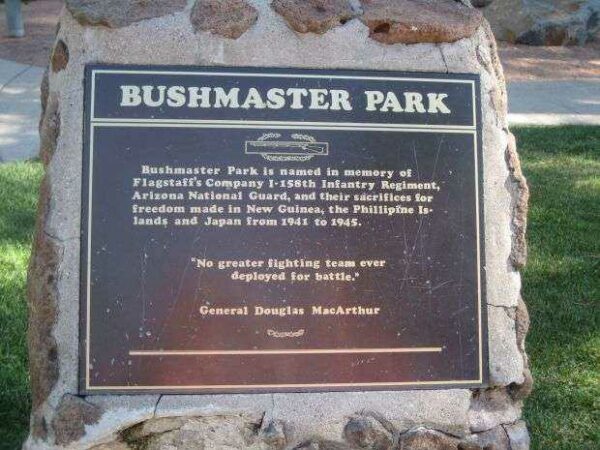 BUSHMASTER PARK
Bushmaster Park is named in memory of
Flagstaff's Company I-158th Infantry Regiment,
Arizona National Guard, and their sacrifices for
freedom made in New Guinea, the Phillipine Is-
lands and Japan from 1941 to 1945.
"No greater fighting team ever
deployed for battle."
General Douglas MacArthur